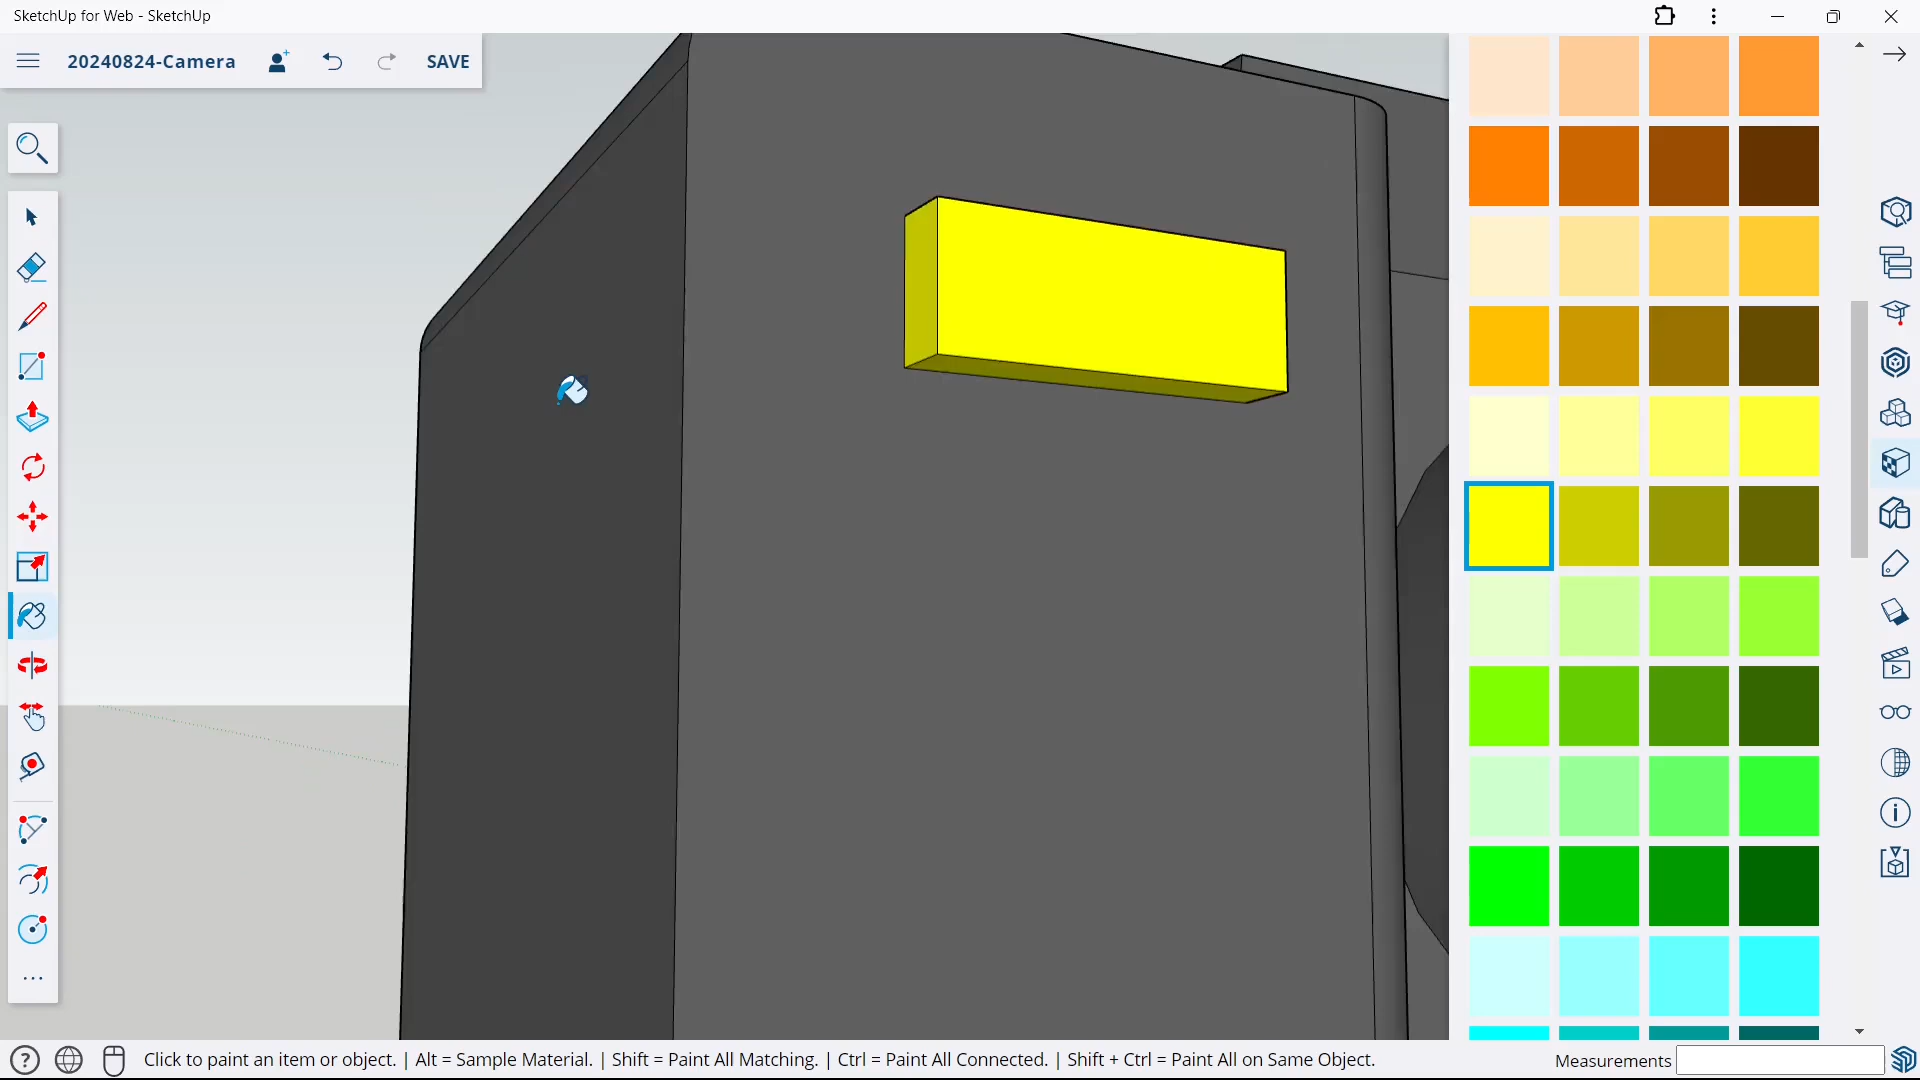 SketchUp for Web - SketchUp
20240824-Camera
SAVE
Click to paint an item or object. | Alt = Sample Material. | Shift = Paint All Matching. | Ctrl = Paint All Connected. | Shift + Ctrl = Paint All on Same Object.
Measurements